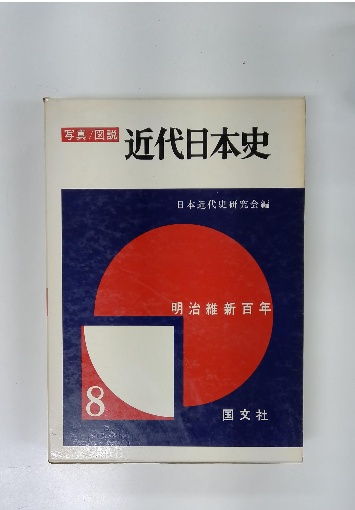 写真/図説 近代日本史
日本近代史研究会編
明治維新百年
8
国文社